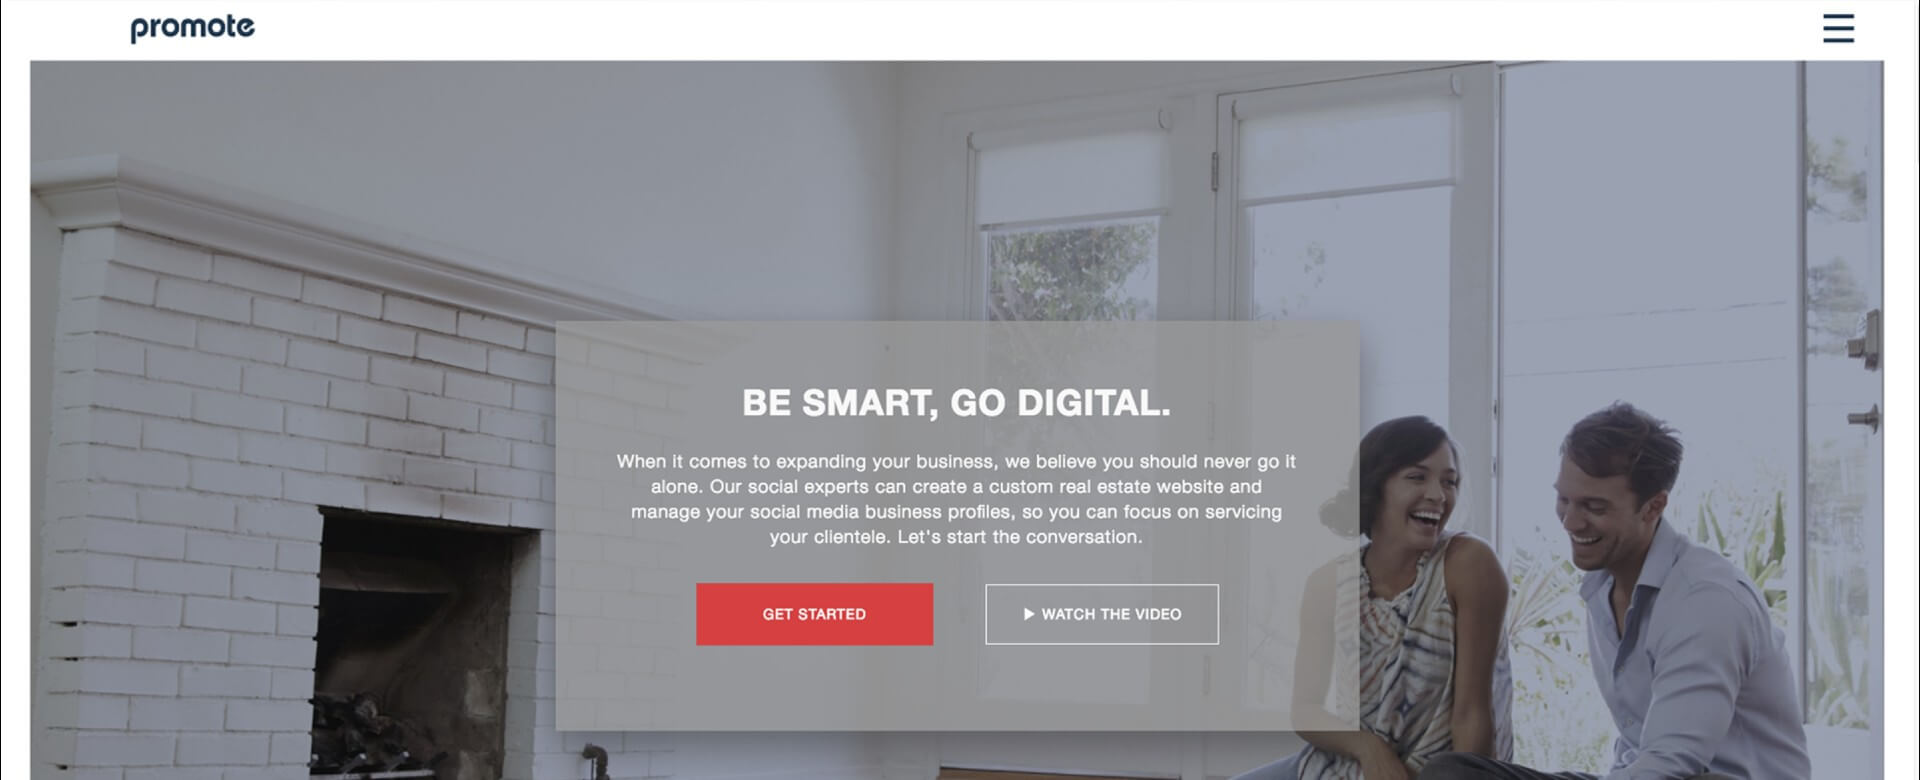 promote
BE SMART, GO DIGITAL.
When it comes to expanding your business, we believe you should never go it
alone. Our social experts can create a custom real estate website and
manage your social media business profiles, so you can focus on servicing
your clientele. Let's start the conversation.
GET STARTED
WATCH THE VIDEO